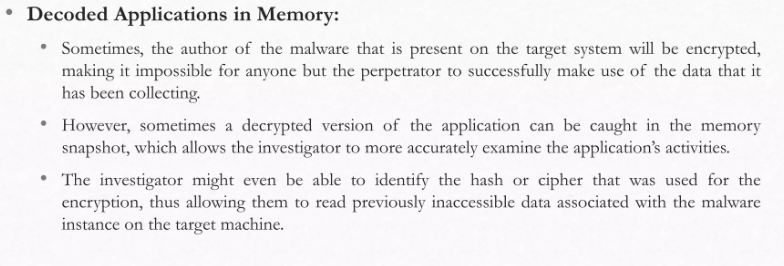 • Decoded Applications in Memory:
• Sometimes, the author of the malware that is present on the target system will be encrypted,
making it impossible for anyone but the perpetrator to successfully make use of the data that it
has been collecting.
• However, sometimes a decrypted version of the application can be caught in the memory
snapshot, which allows the investigator to more accurately examine the application’s activities.
• The investigator might even be able to identify the hash or cipher that was used for the
encryption, thus allowing them to read previously inaccessible data associated with the malware
instance on the target machine.